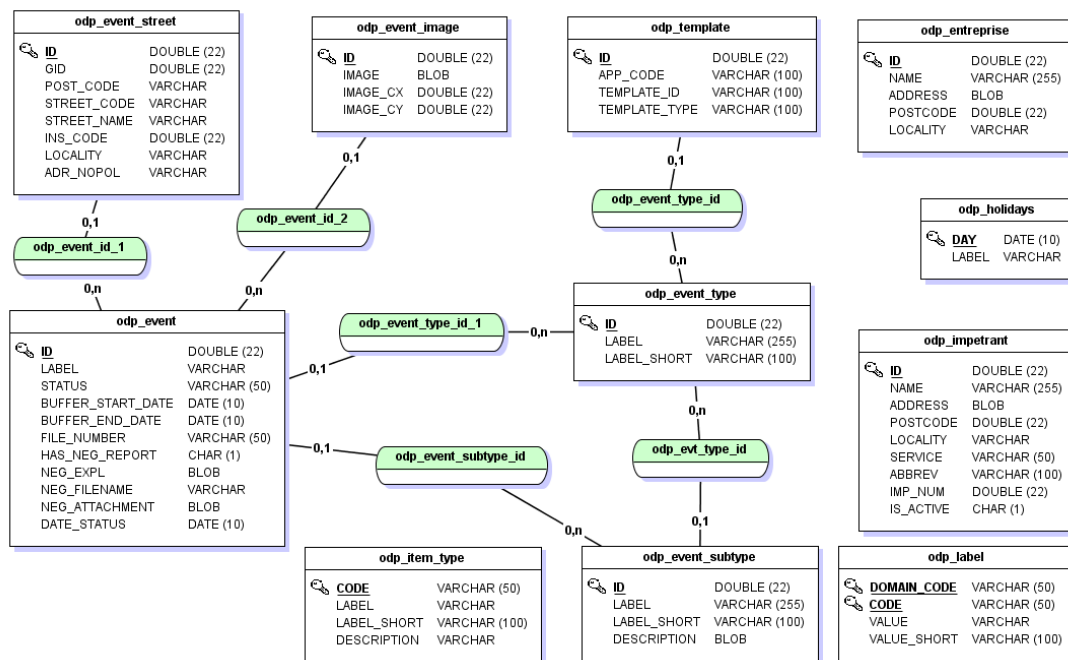 odp_event_street
ID DOUBLE (22)
GID DOUBLE (22)
POST_CODE VARCHAR
STREET_CODE VARCHAR
STREET_NAME VARCHAR
INS_CODE DOUBLE (22)
LOCALITY VARCHAR
ADR_NOPOL VARCHAR
odp_event_image
ID DOUBLE (22)
IMAGE BLOB
IMAGE_CX DOUBLE (22)
IMAGE_CY DOUBLE (22)
odp_template
ID DOUBLE (22)
APP_CODE VARCHAR (100)
TEMPLATE_ID VARCHAR (100)
TEMPLATE_TYPE VARCHAR (100)
odp_entreprise
ID DOUBLE (22)
NAME VARCHAR (255)
ADDRESS BLOB
POSTCODE DOUBLE (22)
LOCALITY VARCHAR
0,1
odp_event_id_1
0,n
0,1
odp_event_id_2
0,n
0,1
odp_event_type_id
0,n
odp_holidays
DAY DATE (10)
LABEL VARCHAR
odp_event
ID DOUBLE (22)
LABEL VARCHAR
STATUS VARCHAR (50)
BUFFER_START_DATE DATE (10)
BUFFER_END_DATE DATE (10)
FILE_NUMBER VARCHAR (50)
HAS_NEG_REPORT CHAR (1)
NEG_EXPL BLOB
NEG_FILENAME VARCHAR
NEG_ATTACHMENT BLOB
DATE_STATUS DATE (10)
odp_event_type_id_1
0,n
0,1
odp_event_type
ID DOUBLE (22)
LABEL VARCHAR (255)
LABEL_SHORT VARCHAR (100)
odp_impetrant
ID DOUBLE (22)
NAME VARCHAR (255)
ADDRESS BLOB
POSTCODE DOUBLE (22)
LOCALITY VARCHAR
SERVICE VARCHAR (50)
ABBREV VARCHAR (100)
IMP_NUM DOUBLE (22)
IS_ACTIVE CHAR (1)
0,1
odp_event_subtype_id
0,n
0,n
odp_evt_type_id
0,1
odp_item_type
CODE VARCHAR (50)
LABEL VARCHAR
LABEL_SHORT VARCHAR (100)
DESCRIPTION VARCHAR
odp_event_subtype
ID DOUBLE (22)
LABEL VARCHAR (255)
LABEL_SHORT VARCHAR (100)
DESCRIPTION BLOB
odp_label
DOMAIN_CODE VARCHAR (50)
CODE VARCHAR (50)
VALUE VARCHAR
VALUE_SHORT VARCHAR (100)